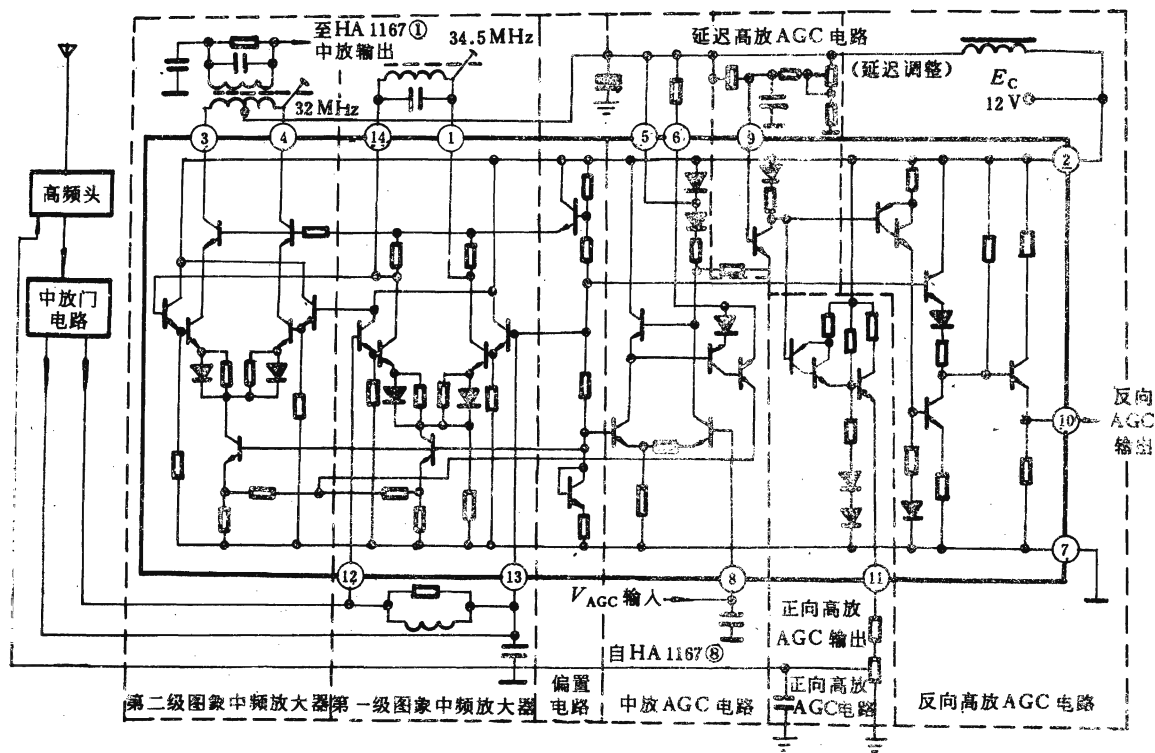 至HA 1167①
中放输出
34.5MHz
延迟高放AGC电路
(延迟调整)
E_C
12 V
32 MHz
3
4
14
1
5
6
9
2
高频头
中放门
电路
反向
10
AGC
输出
7
12
13
8
11
V_AGC 输入
正向高放
AGC 输出
自HA 1167⑧
第二级图象中频放大器
第一级图象中频放大器
偏置
电路
中放AGC电路
正向高放
AGC电路
反向高放AGC电路